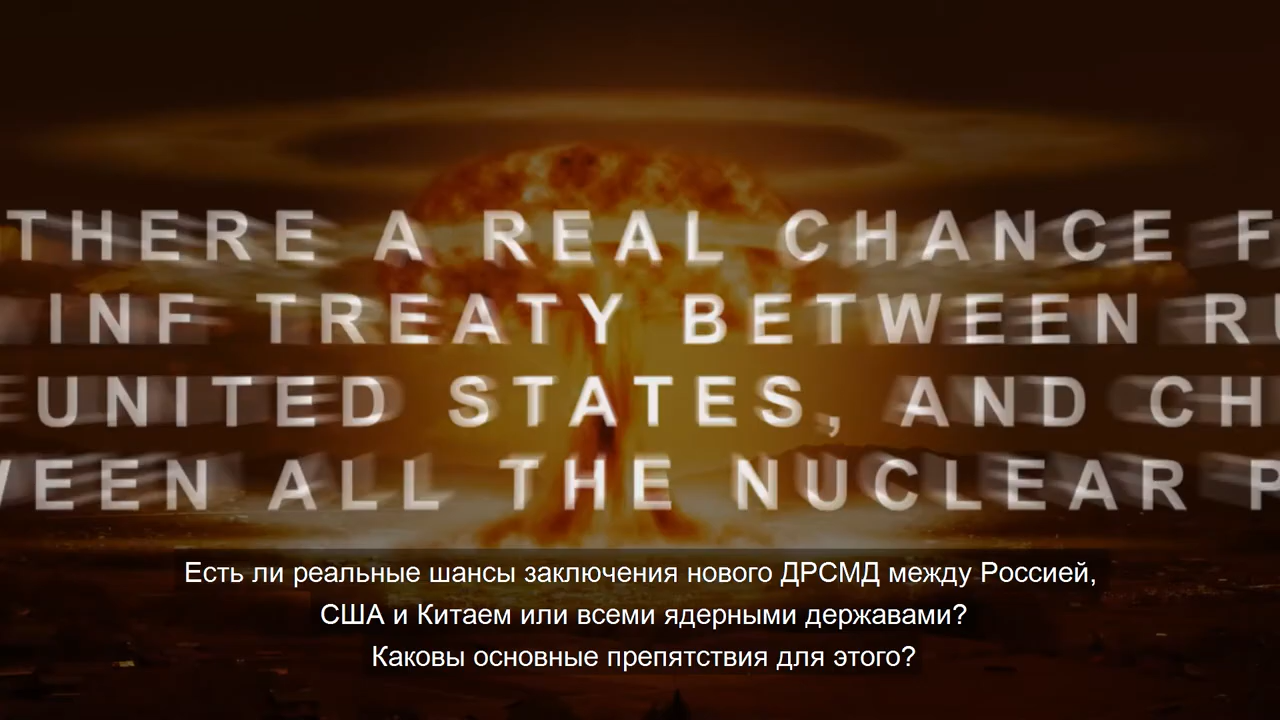 THERE A REAL CHANCE
INF TREATY BETWEEN
UNITED STATES, AND
ALL THE NUCLEAR
Есть ли реальные шансы заключения нового ДРСМД между Россией,
США и Китаем или всеми ядерными державами?
Каковы основные препятствия для этого?